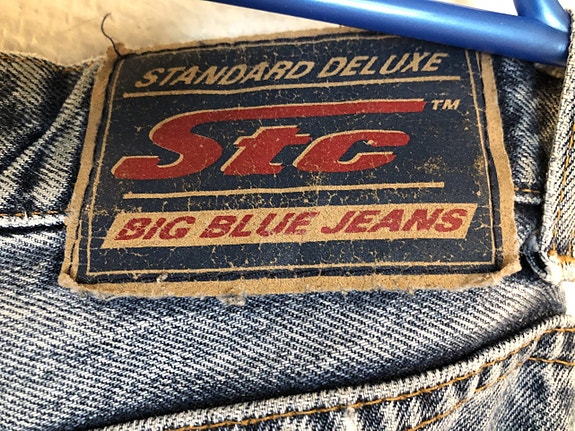 STANDARD DELUXE
Stc™
BIG BLUE JEANS